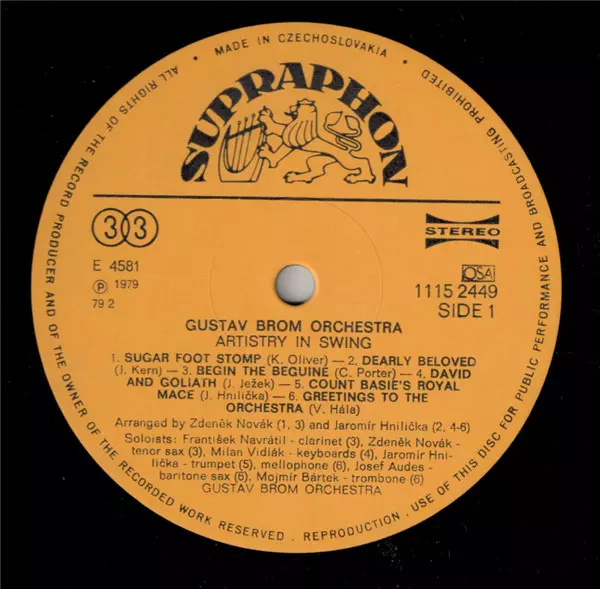 ALL RIGHTS OF THE RECORD PRODUCER AND OF THE OWNER OF THE RECORDED WORK RESERVED . REPRODUCTION . USE OF THIS DISC FOR PUBLIC PERFORMANCE AND BROADCASTING PROHIBITED
• MADE IN CZECHOSLOVAKIA •
SUPRAPHON
33
STEREO
E 4581
Ⓟ 1979
79 2
OSA
1115 2449
SIDE 1
GUSTAV BROM ORCHESTRA
ARTISTRY IN SWING
1. SUGAR FOOT STOMP (K. Oliver) — 2. DEARLY BELOVED
(J. Kern) — 3. BEGIN THE BEGUINE (C. Porter) — 4. DAVID
AND GOLIATH (J. Ježek) — 5. COUNT BASIE'S ROYAL
MACE (J. Hnilička) — 6. GREETINGS TO THE
ORCHESTRA (V. Hála)
Arranged by Zdeněk Novák (1, 3) and Jaromír Hnilička (2, 4-6)
Soloists: František Navrátil - clarinet (3), Zdeněk Novák -
tenor sax (3), Milan Vidlák - keyboards (4), Jaromír Hni-
lička - trumpet (5), mellophone (6), Josef Audes -
baritone sax (6), Mojmír Bártek - trombone (6)
GUSTAV BROM ORCHESTRA